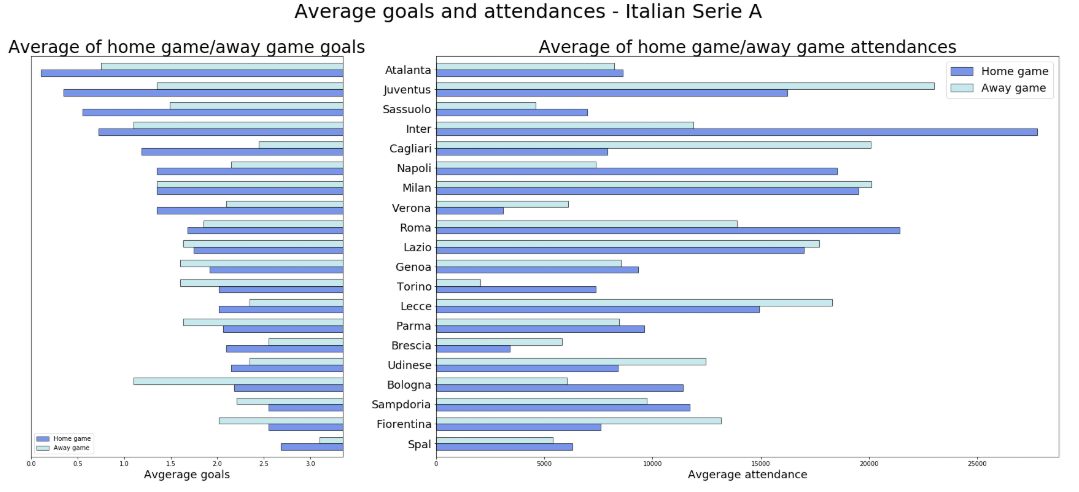 Average goals and attendances - Italian Serie A
Average of home game/away game goals
Average of home game/away game attendances
Home game
Away game
Atalanta
Juventus
Sassuolo
Inter
Cagliari
Napoli
Milan
Verona
Roma
Lazio
Genoa
Torino
Lecce
Parma
Brescia
Udinese
Bologna
Sampdoria
Fiorentina
Spal
Home game
Away game
0.0 0.5 1.0 1.5 2.0 2.5 3.0
Avgerage goals
0 5000 10000 15000 20000 25000
Avgerage attendance